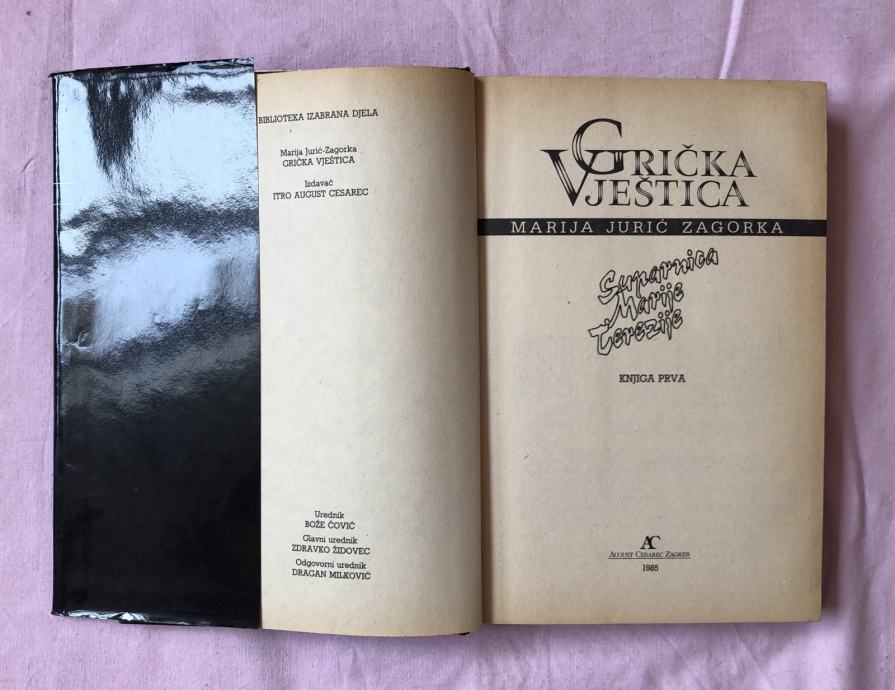 BIBLIOTEKA IZABRANA DJELA
Marija Jurić-Zagorka
GRIČKA VJEŠTICA
Izdavač
ITRO AUGUST CESAREC
Urednik
BOŽE ČOVIĆ
Glavni urednik
ZDRAVKO ŽIDOVEC
Odgovorni urednik
DRAGAN MILKOVIĆ
GRIČKA
VJEŠTICA
MARIJA JURIĆ ZAGORKA
Suparnica
Marije
Terezije
KNJIGA PRVA
AC
AUGUST CESAREC ZAGREB
1985